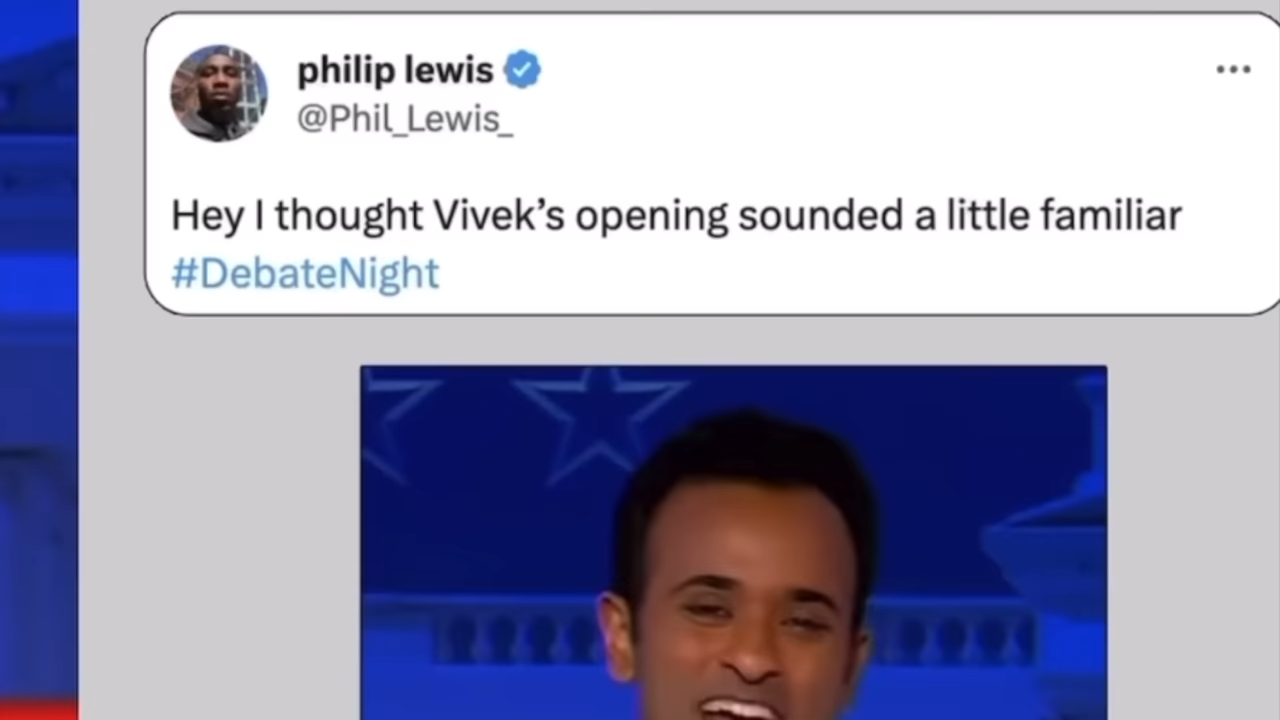 philip lewis
@Phil_Lewis_
Hey I thought Vivek’s opening sounded a little familiar
#DebateNight